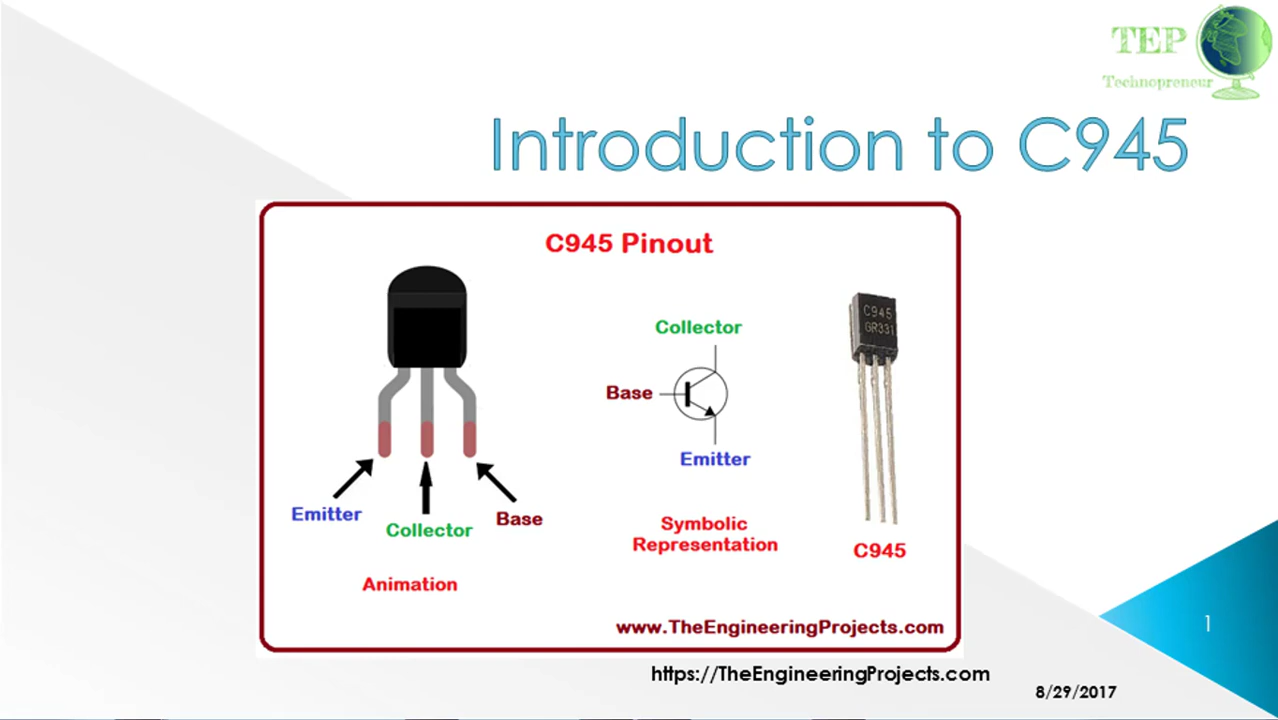 TEP
Technopreneur
Introduction to C945
C945 Pinout
Collector
Base
Emitter
C945
GR331
Emitter
Collector
Base
Animation
Symbolic
Representation
C945
www.TheEngineeringProjects.com
1
https://TheEngineeringProjects.com
8/29/2017